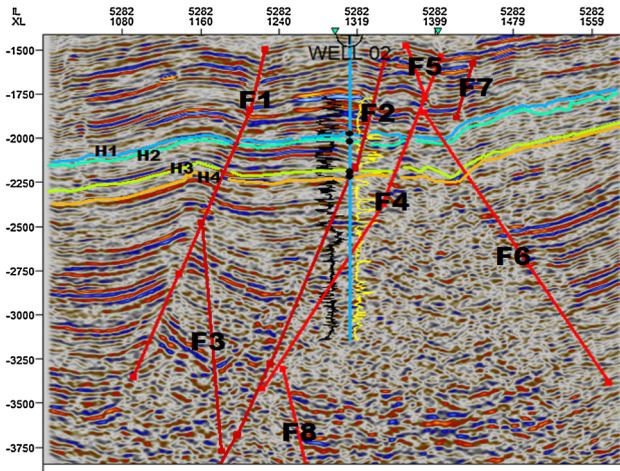 IL 5282 5282 5282 5282 5282 5282 5282
XL 1080 1160 1240 1319 1399 1479 1559
-1500
WELL 02
F5
-1750
F7
F1
F2
-2000
H1
H2
H3
H4
-2250
F4
-2500
F6
-2750
-3000
F3
-3250
-3500
F8
-3750